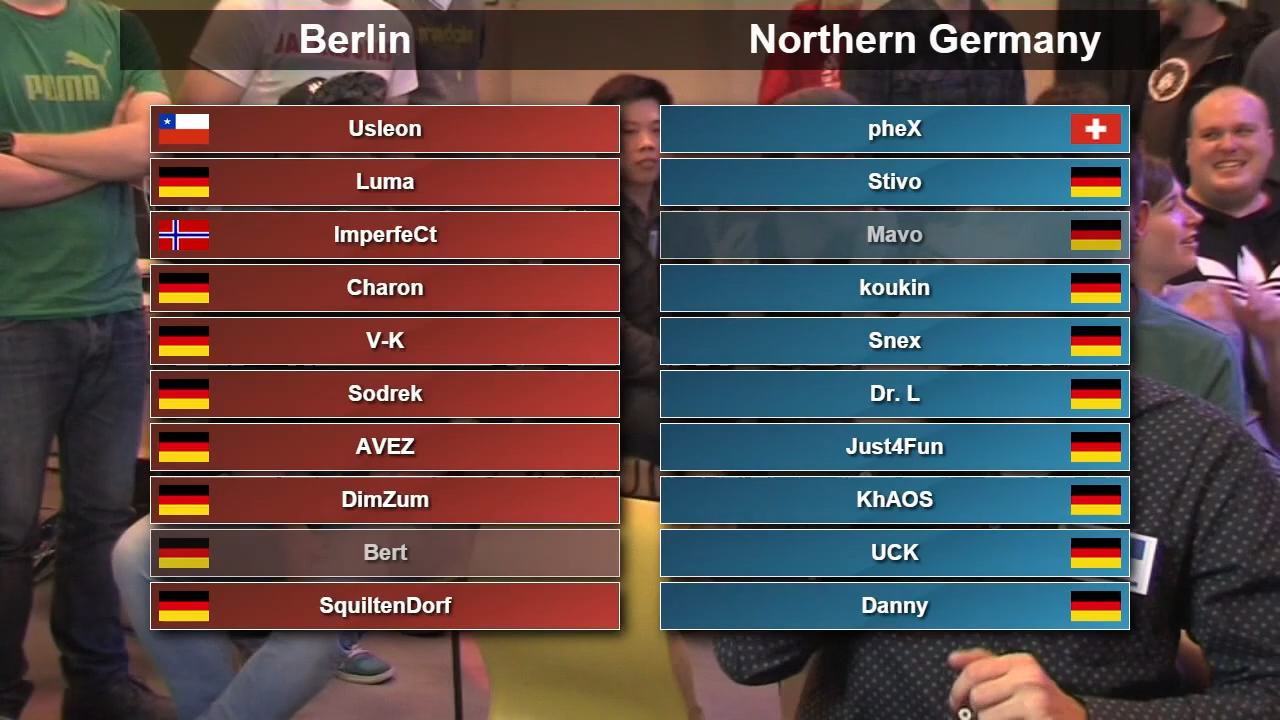 Berlin
Northern Germany
Usleon
pheX
Luma
Stivo
ImperfeCt
Mavo
Charon
koukin
V-K
Snex
Sodrek
Dr. L
AVEZ
Just4Fun
DimZum
KhAOS
Bert
UCK
SquiltenDorf
Danny
PUMA